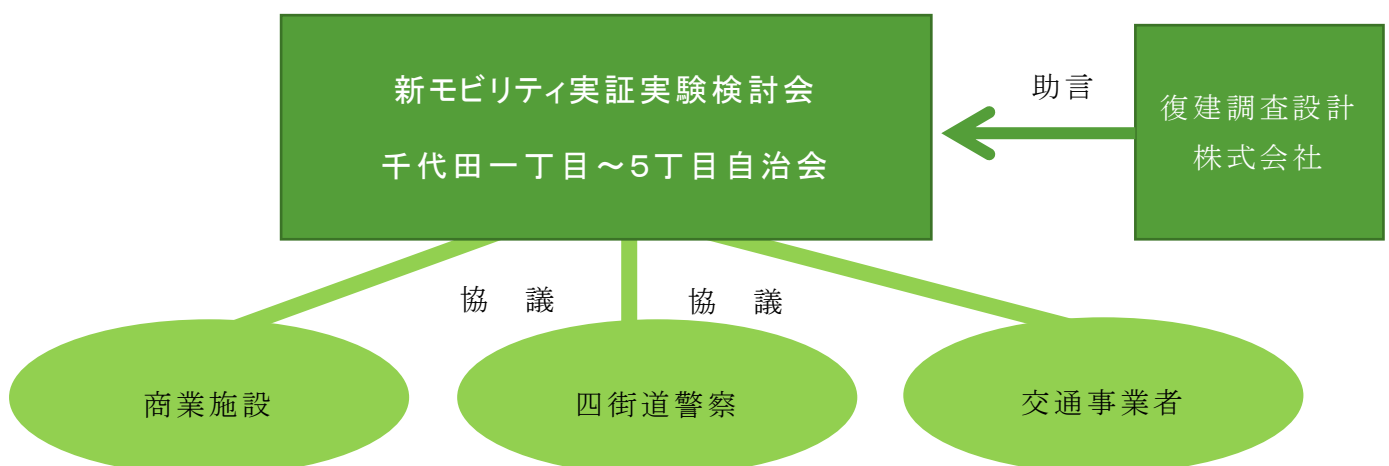 新モビリティ実証実験検討会
千代田一丁目～５丁目自治会
助言
復建調査設計
株式会社
協　議
協　議
商業施設
四街道警察
交通事業者